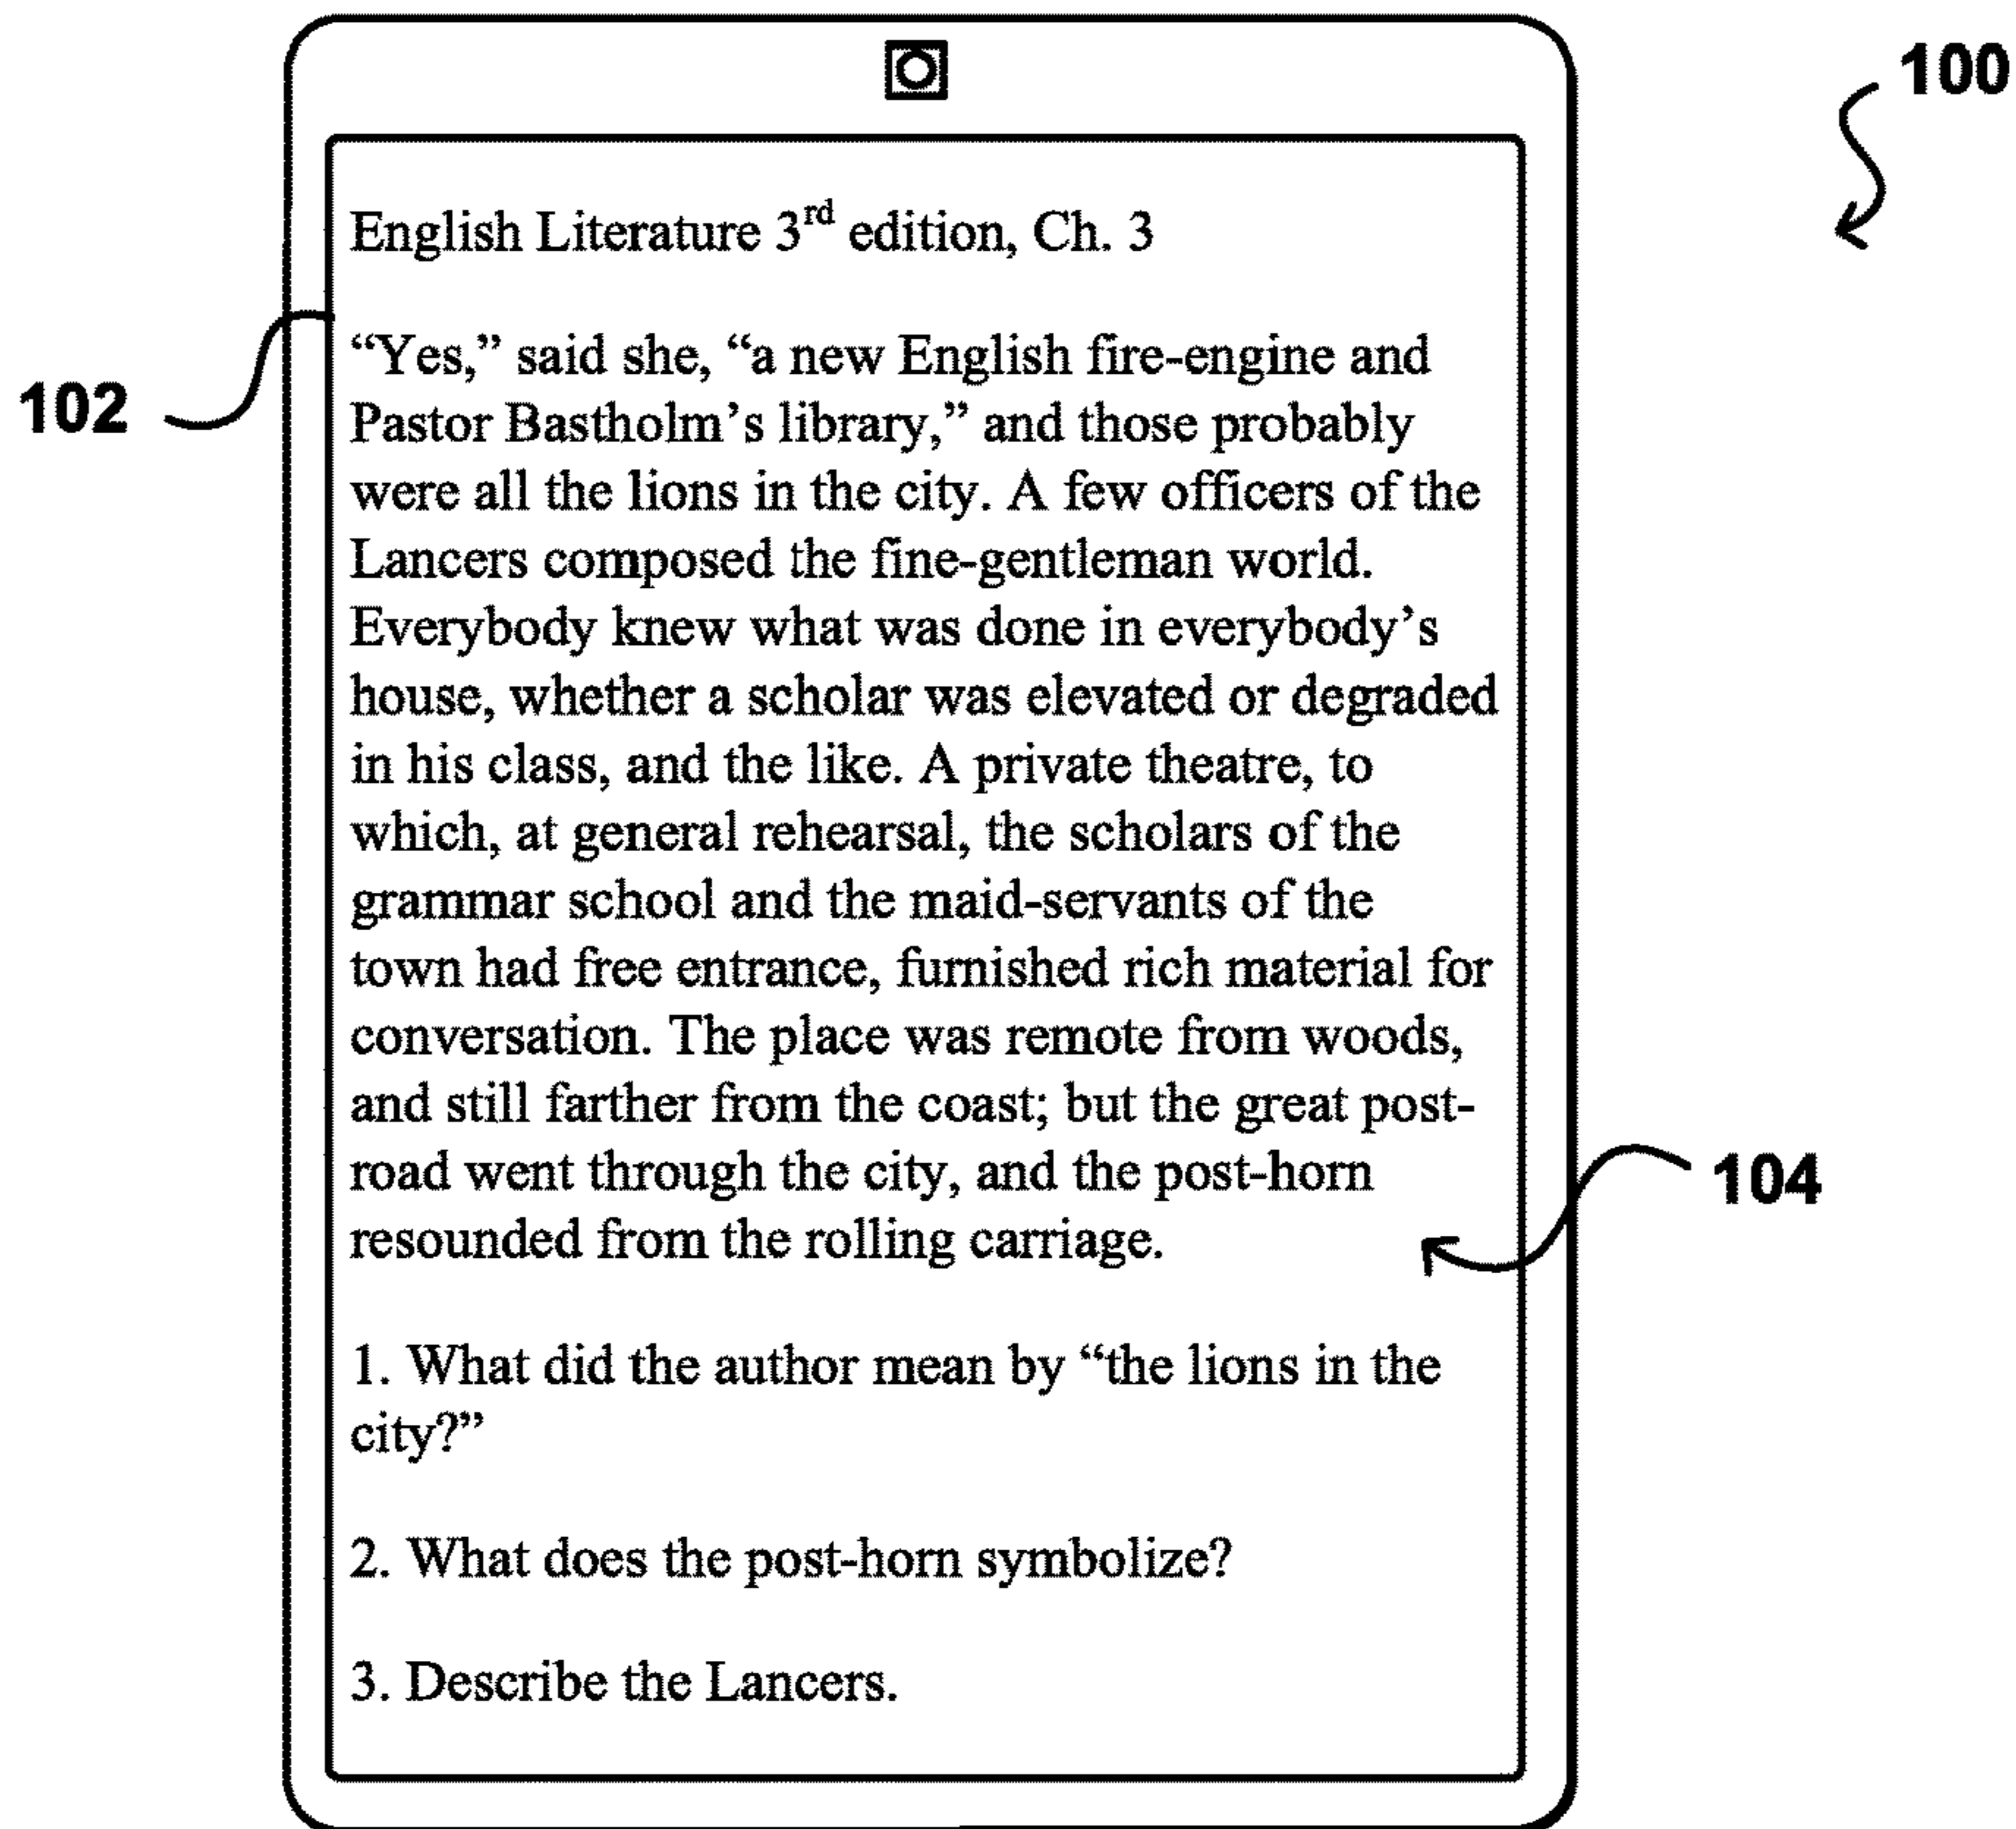 100
English Literature 3rd edition, Ch. 3
“Yes,” said she, “a new English fire-engine and
Pastor Bastholm’s library,” and those probably
were all the lions in the city. A few officers of the
Lancers composed the fine-gentleman world.
Everybody knew what was done in everybody’s
house, whether a scholar was elevated or degraded
in his class, and the like. A private theatre, to
which, at general rehearsal, the scholars of the
grammar school and the maid-servants of the
town had free entrance, furnished rich material for
conversation. The place was remote from woods,
and still farther from the coast; but the great post-
road went through the city, and the post-horn
resounded from the rolling carriage.
102
104
1. What did the author mean by “the lions in the
city?”
2. What does the post-horn symbolize?
3. Describe the Lancers.